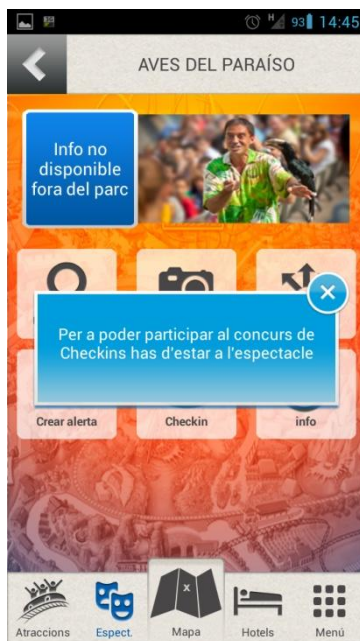 H 93 14:45
AVES DEL PARAÍSO
Info no
disponible
fora del parc
Per a poder participar al concurs de
Checkins has d'estar a l'espectacle
Crear alerta Checkin info
Atraccions Espect. Mapa Hotels Menú